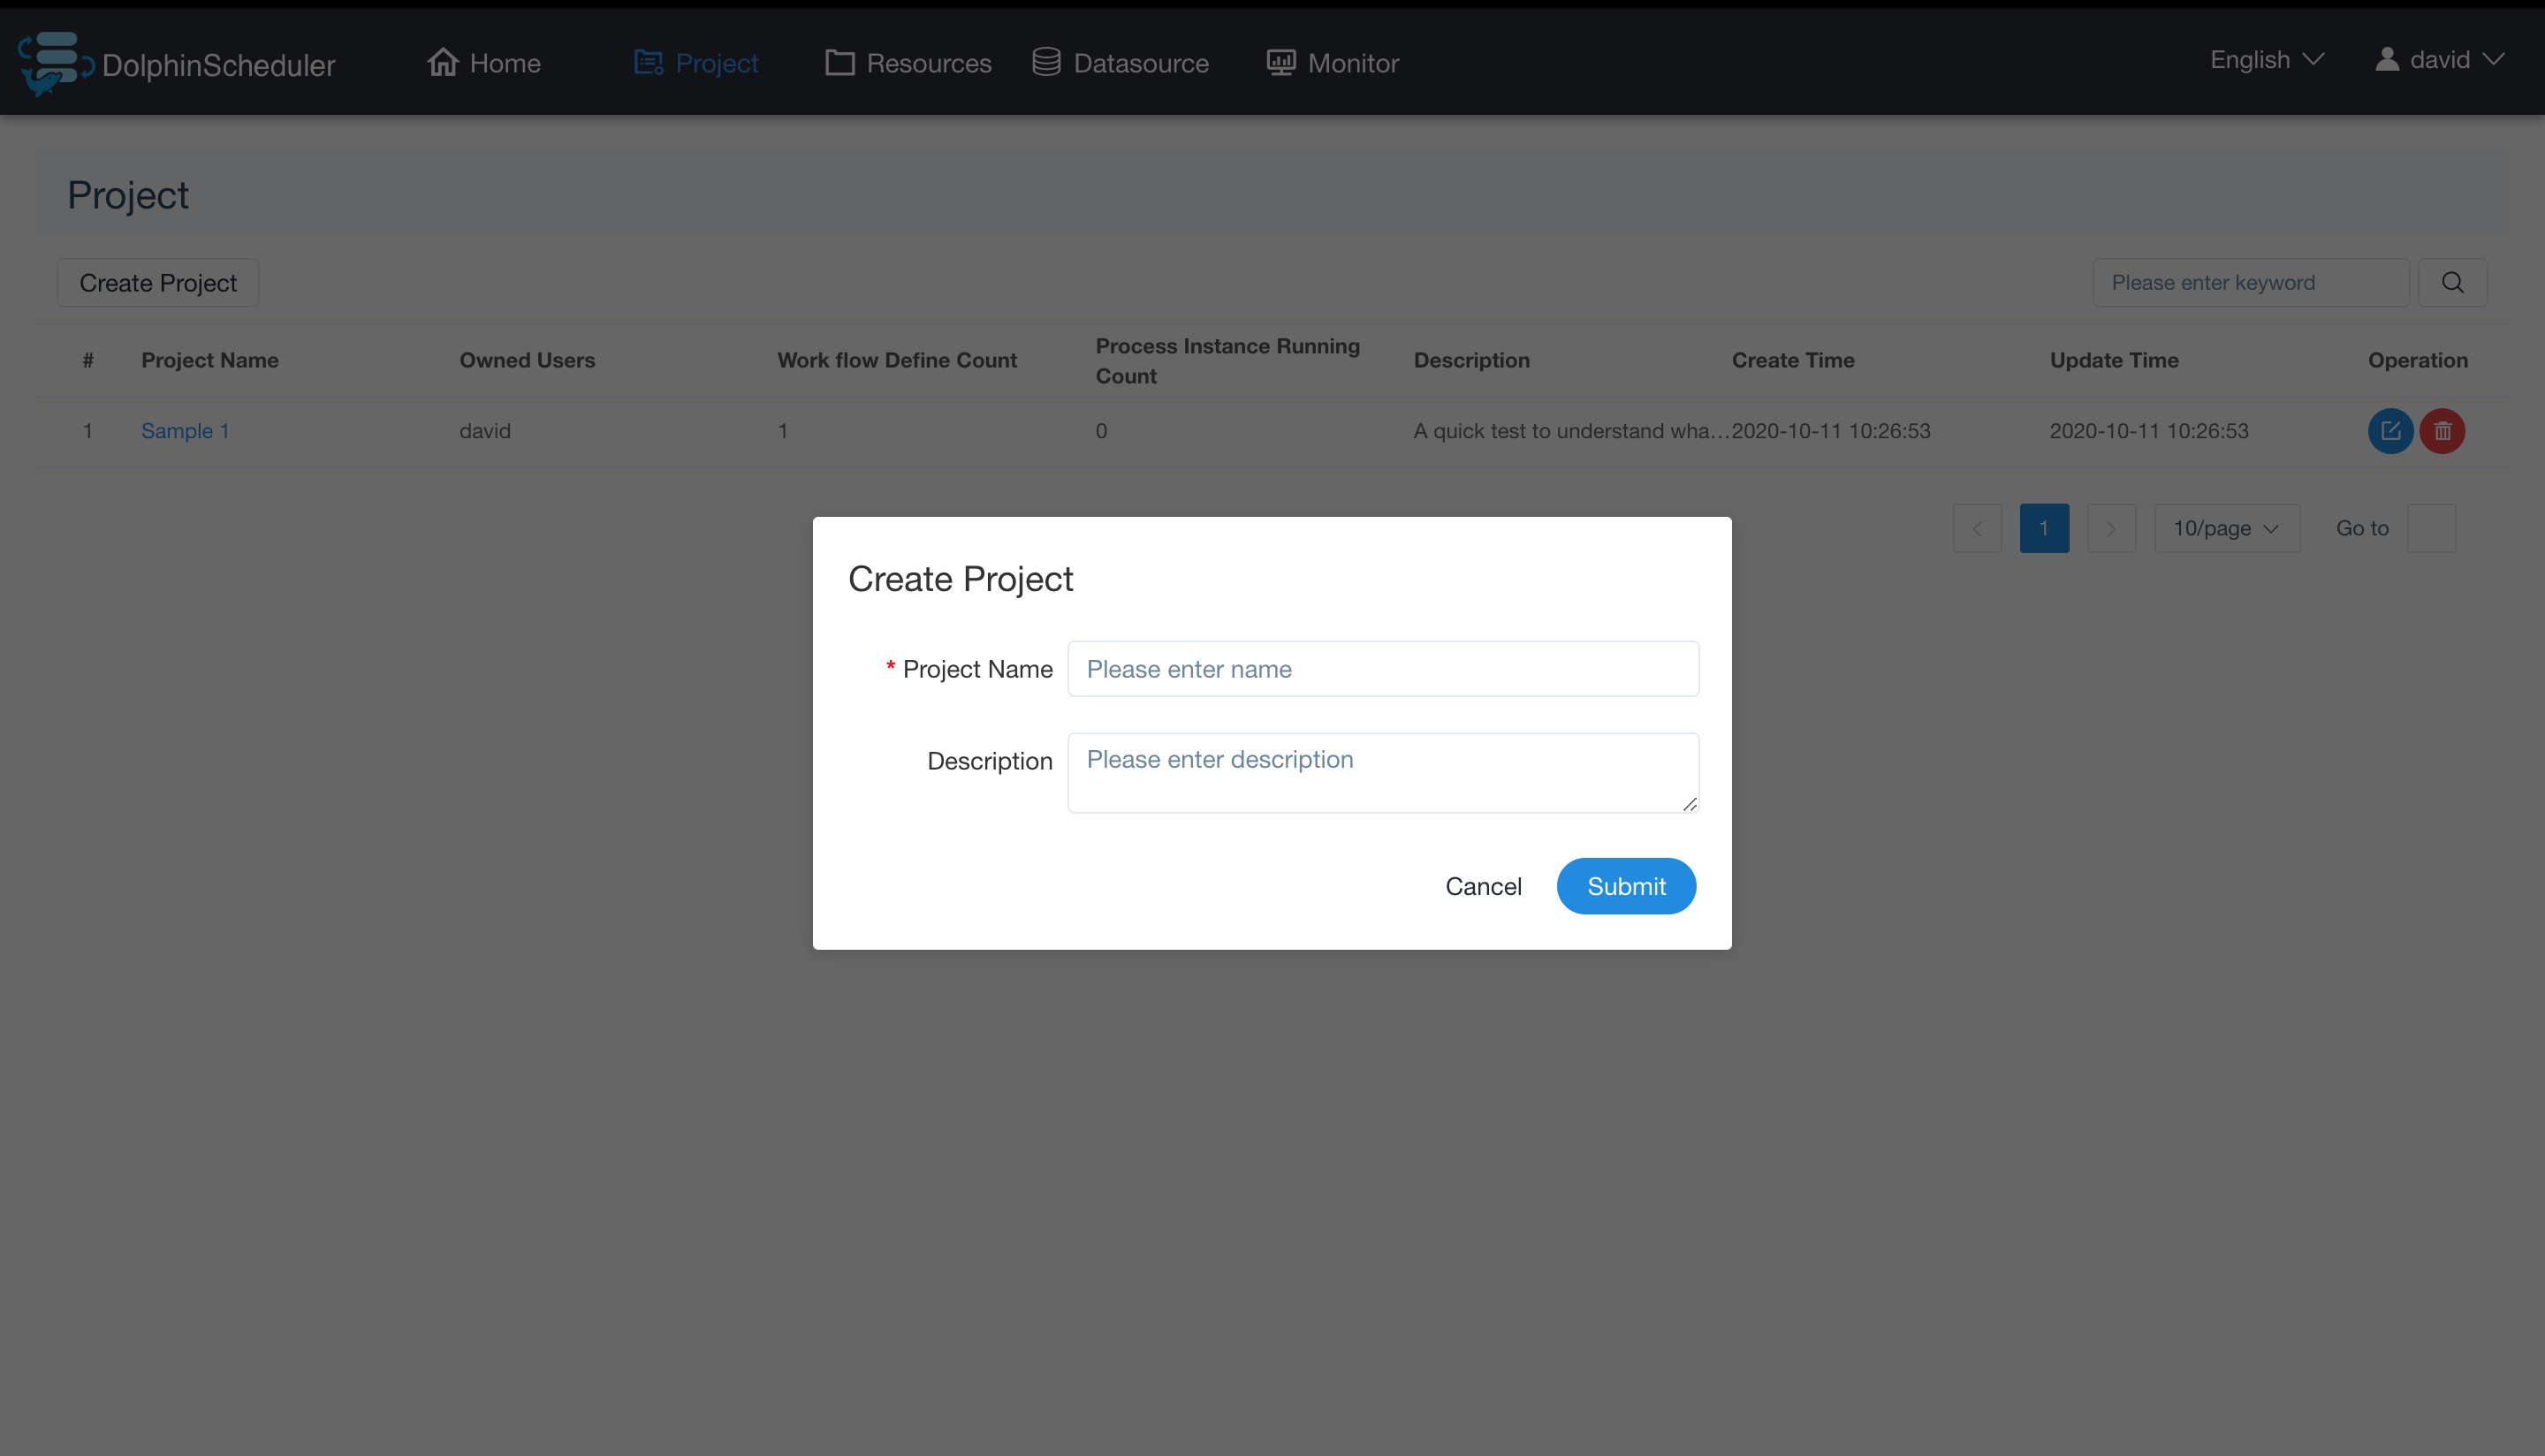 DolphinScheduler Home Project Resources Datasource Monitor English david
Project
Create Project Please enter keyword
# Project Name Owned Users Work flow Define Count Process Instance Running Count Description Create Time Update Time Operation
1 Sample 1 david 1 0 A quick test to understand wha... 2020-10-11 10:26:53 2020-10-11 10:26:53
1 10/page Go to
Create Project
* Project Name Please enter name
Description Please enter description
Cancel Submit